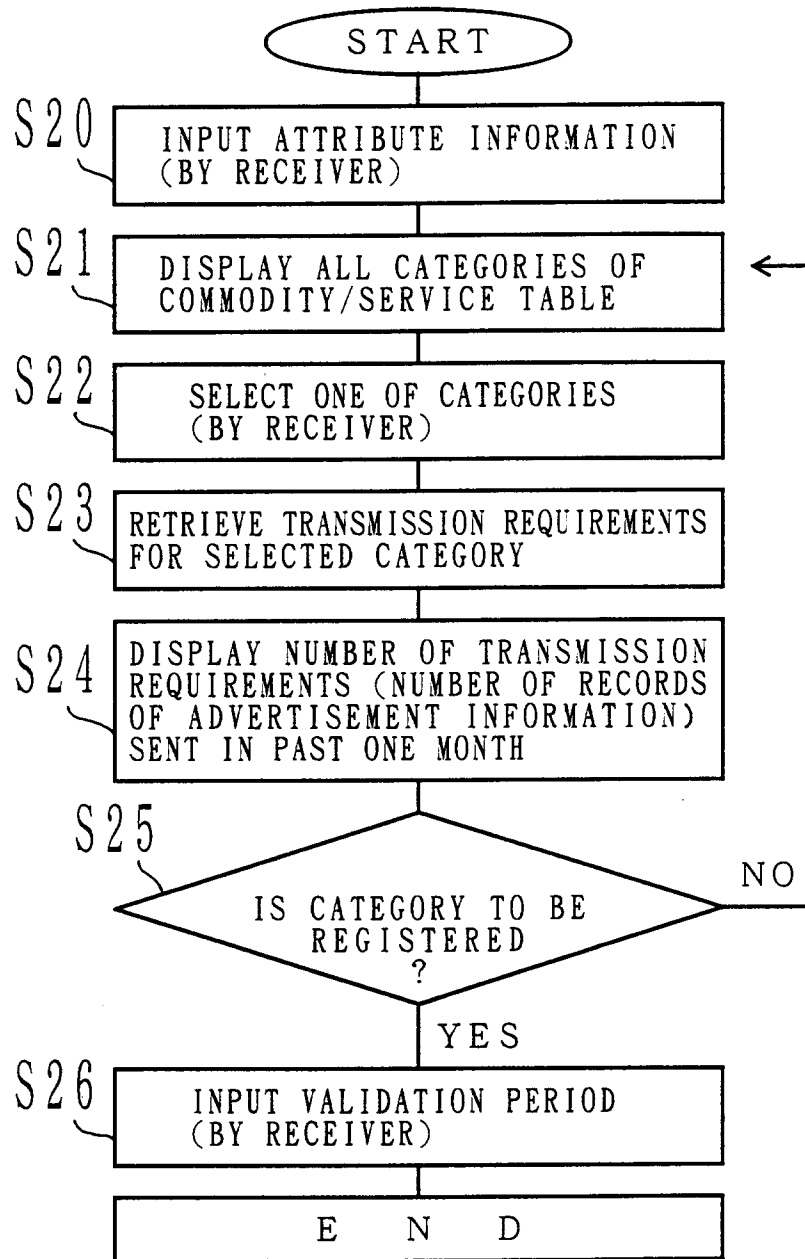 START
S20
INPUT ATTRIBUTE INFORMATION
(BY RECEIVER)
S21
DISPLAY ALL CATEGORIES OF
COMMODITY/SERVICE TABLE
S22
SELECT ONE OF CATEGORIES
(BY RECEIVER)
S23
RETRIEVE TRANSMISSION REQUIREMENTS
FOR SELECTED CATEGORY
S24
DISPLAY NUMBER OF TRANSMISSION
REQUIREMENTS (NUMBER OF RECORDS
OF ADVERTISEMENT INFORMATION)
SENT IN PAST ONE MONTH
S25
IS CATEGORY TO BE
REGISTERED
?
NO
YES
S26
INPUT VALIDATION PERIOD
(BY RECEIVER)
END